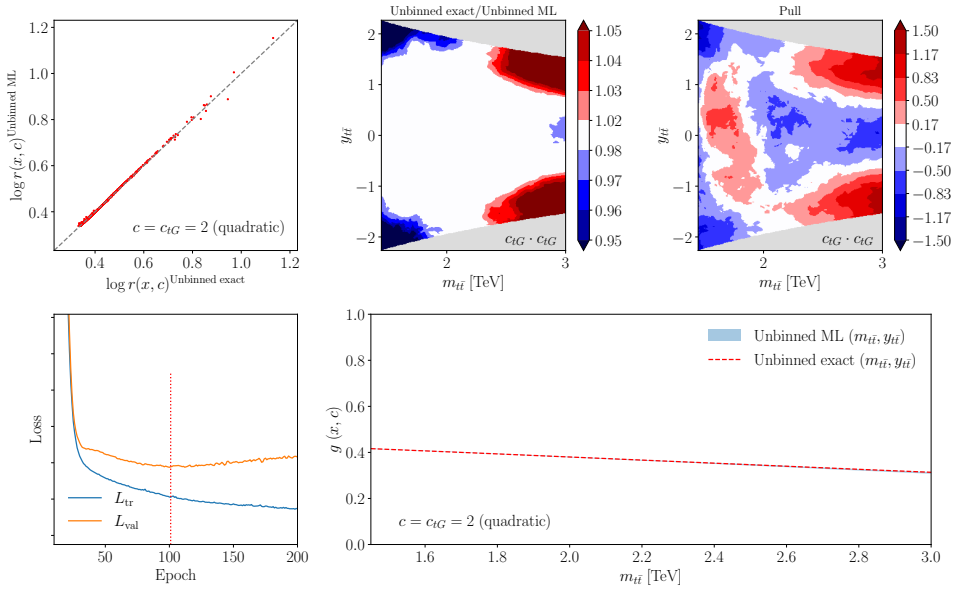 1.2
1.0
0.8
0.6
0.4
log r(x, c)^Unbinned ML
c = c_tG = 2 (quadratic)
0.4 0.6 0.8 1.0 1.2
log r(x, c)^Unbinned exact
Unbinned exact/Unbinned ML
2
1
0
−1
−2
y_tt̄
c_tG · c_tG
2 3
m_tt̄ [TeV]
1.05
1.04
1.03
1.02
0.98
0.97
0.96
0.95
Pull
2
1
0
−1
−2
y_tt̄
c_tG · c_tG
2 3
m_tt̄ [TeV]
1.50
1.17
0.83
0.50
0.17
−0.17
−0.50
−0.83
−1.17
−1.50
Loss
L_tr
L_val
50 100 150 200
Epoch
1.0
0.8
0.6
0.4
0.2
0.0
g (x, c)
Unbinned ML (m_tt̄, y_tt̄)
Unbinned exact (m_tt̄, y_tt̄)
c = c_tG = 2 (quadratic)
1.6 1.8 2.0 2.2 2.4 2.6 2.8 3.0
m_tt̄ [TeV]